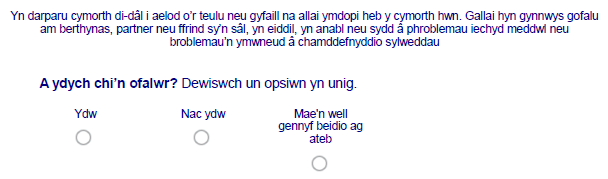 Yn darparu cymorth di-dâl i aelod o'r teulu neu gyfaill na allai ymdopi heb y cymorth hwn. Gallai hyn gynnwys gofalu
am berthynas, partner neu ffrind sy'n sâl, yn eiddil, yn anabl neu sydd â phroblemau iechyd meddwl neu
broblemau'n ymwneud â chamddefnyddio sylweddau
A ydych chi'n ofalwr? Dewiswch un opsiwn yn unig.
Ydw
Nac ydw
Mae'n well
gennyf beidio ag
ateb